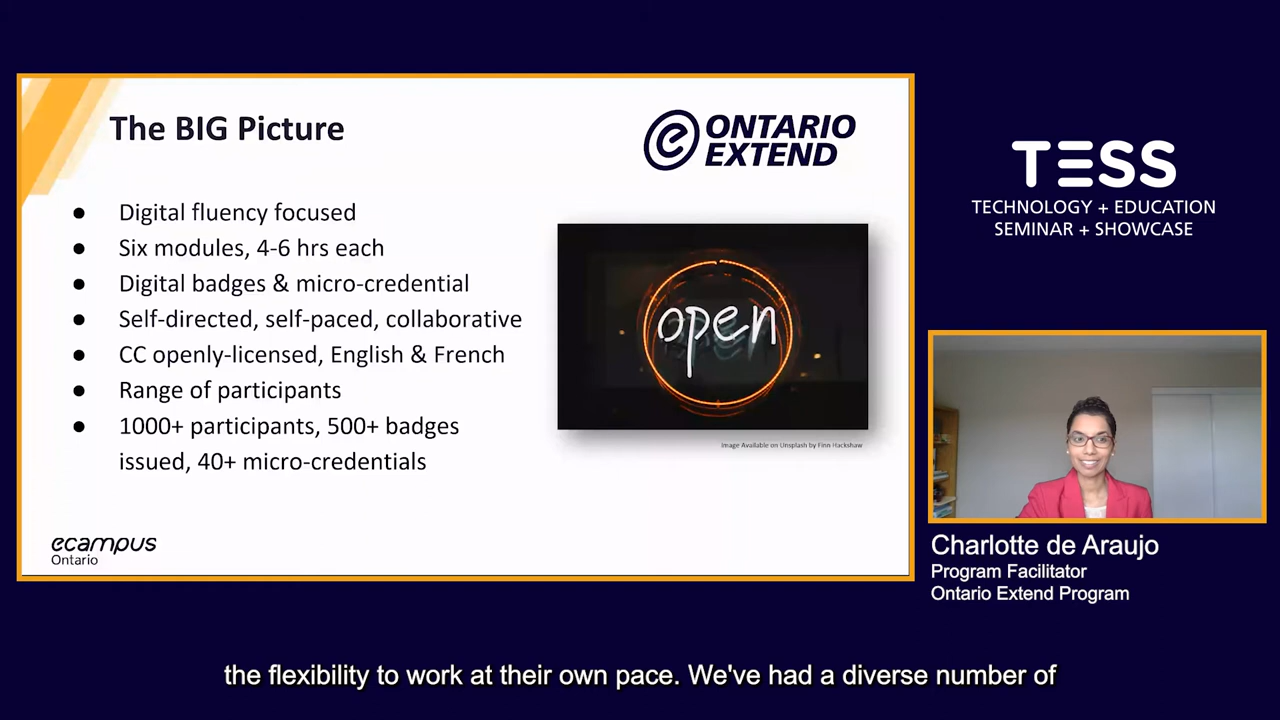 The BIG Picture
ONTARIO
EXTEND
● Digital fluency focused
● Six modules, 4-6 hrs each
● Digital badges & micro-credential
● Self-directed, self-paced, collaborative
● CC openly-licensed, English & French
● Range of participants
● 1000+ participants, 500+ badges
issued, 40+ micro-credentials
open
Image Available on Unsplash by Finn Hackshaw
ecampus
Ontario
TESS
TECHNOLOGY + EDUCATION
SEMINAR + SHOWCASE
Charlotte de Araujo
Program Facilitator
Ontario Extend Program
the flexibility to work at their own pace. We've had a diverse number of